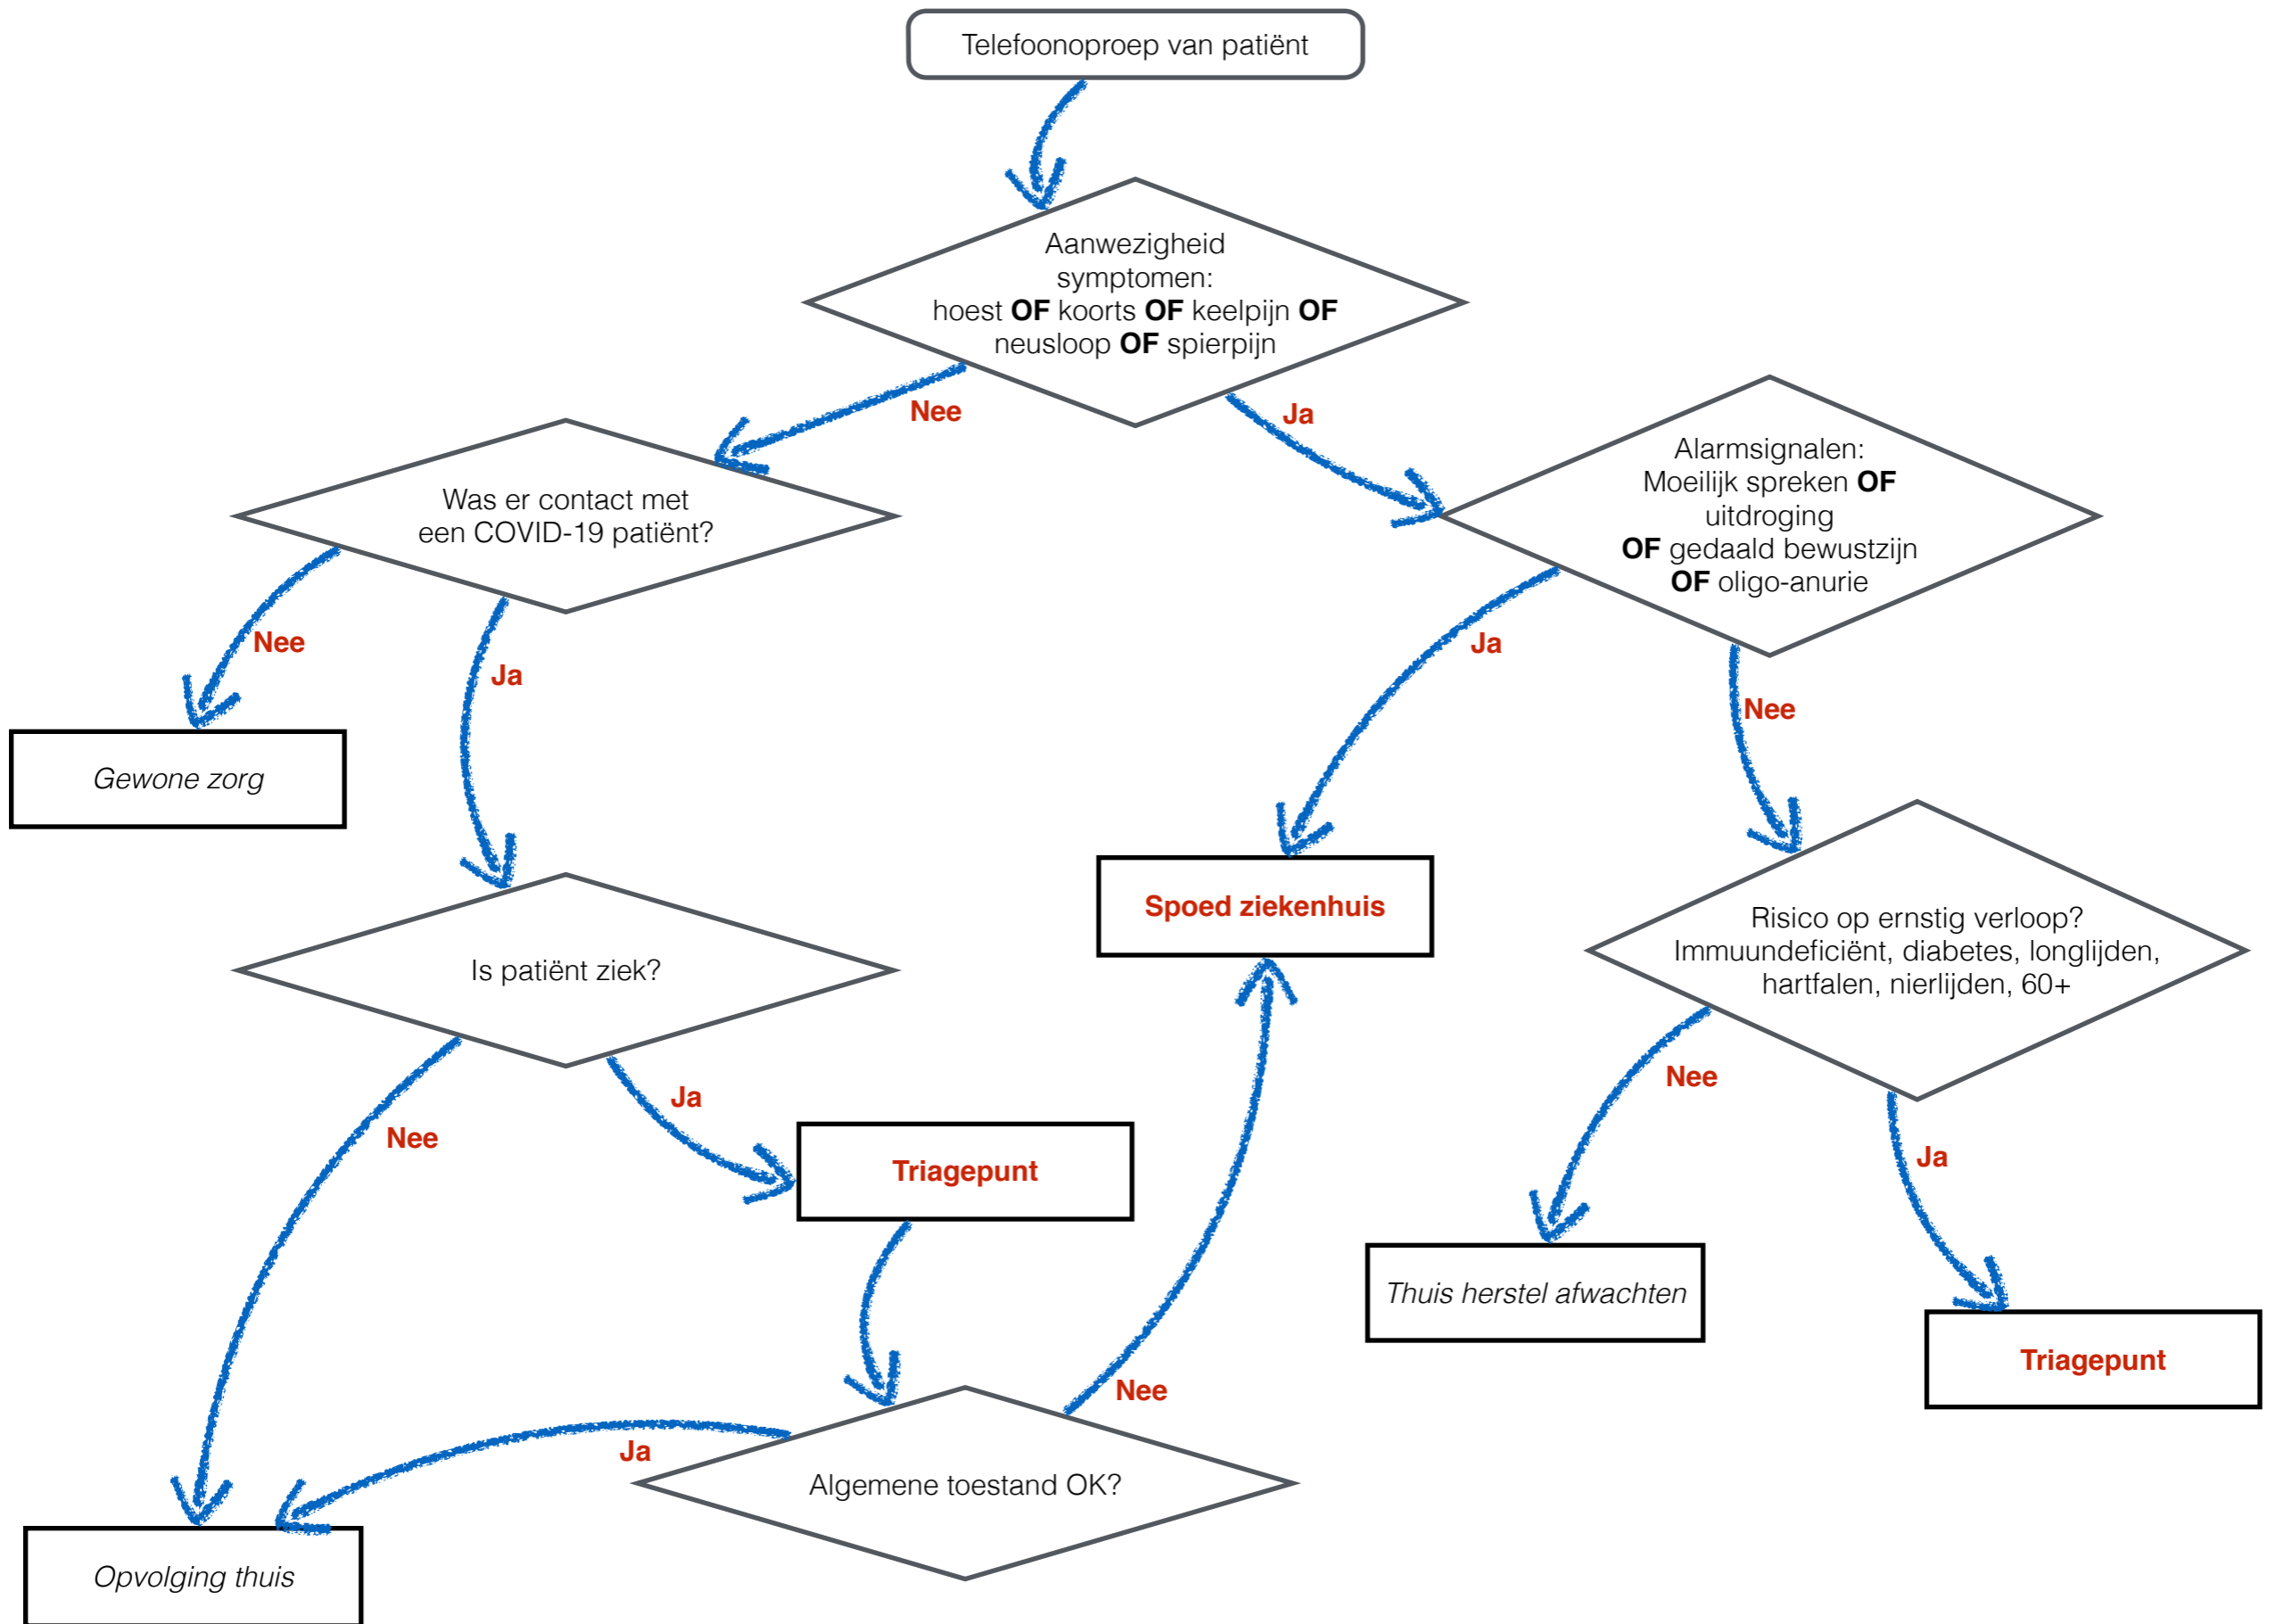 Telefoonoproep van patiënt
Aanwezigheid
symptomen:
hoest OF koorts OF keelpijn OF
neusloop OF spierpijn
Nee
Ja
Was er contact met
een COVID-19 patiënt?
Alarmsignalen:
Moeilijk spreken OF
uitdroging
OF gedaald bewustzijn
OF oligo-anurie
Nee
Ja
Ja
Nee
Gewone zorg
Spoed ziekenhuis
Is patiënt ziek?
Risico op ernstig verloop?
Immuundeficiënt, diabetes, longlijden,
hartfalen, nierlijden, 60+
Nee
Ja
Nee
Ja
Triagepunt
Thuis herstel afwachten
Triagepunt
Nee
Ja
Algemene toestand OK?
Opvolging thuis